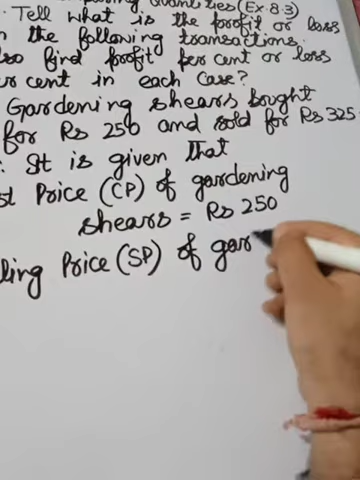 Quantities (Ex. 8.3)
Tell what is the profit or loss
the following transactions.
also find profit per cent or loss
per cent in each case?
Gardening shears bought
for Rs 250 and sold for Rs 325.
It is given that
Cost Price (CP) of gardening
shears = Rs 250
ling Price (SP) of gar